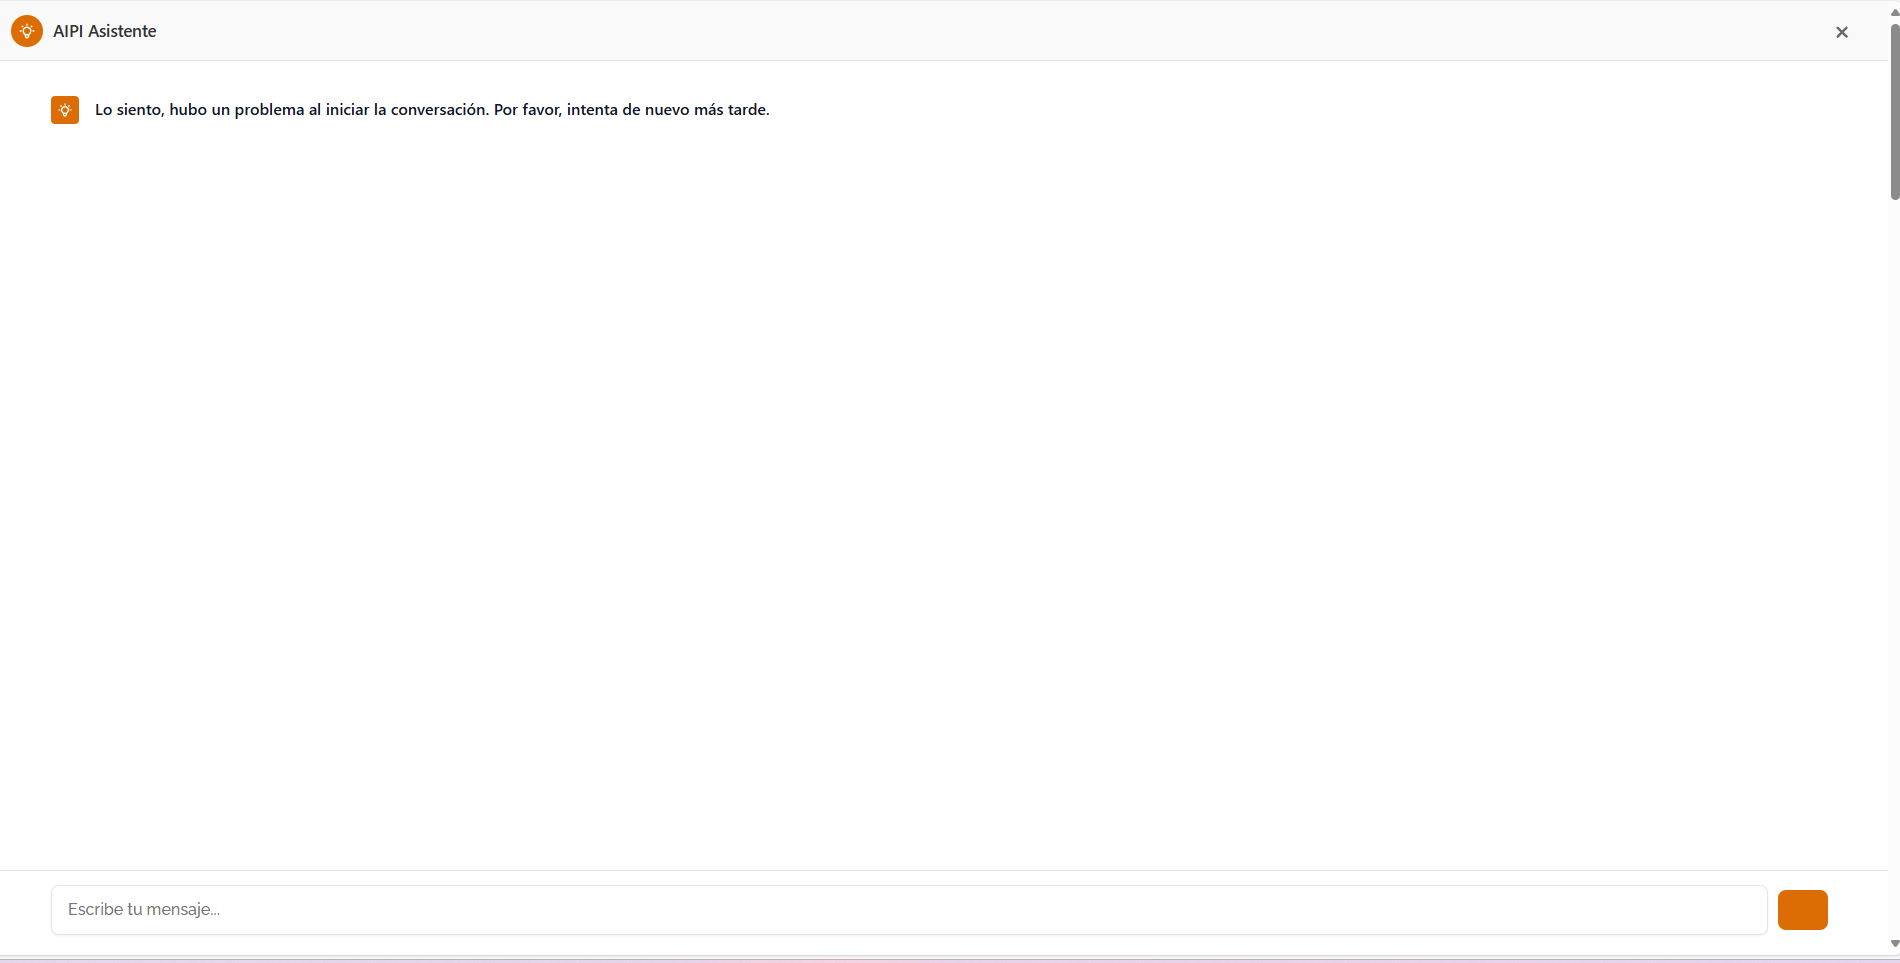 AIPI Asistente
Lo siento, hubo un problema al iniciar la conversación. Por favor, intenta de nuevo más tarde.
Escribe tu mensaje...